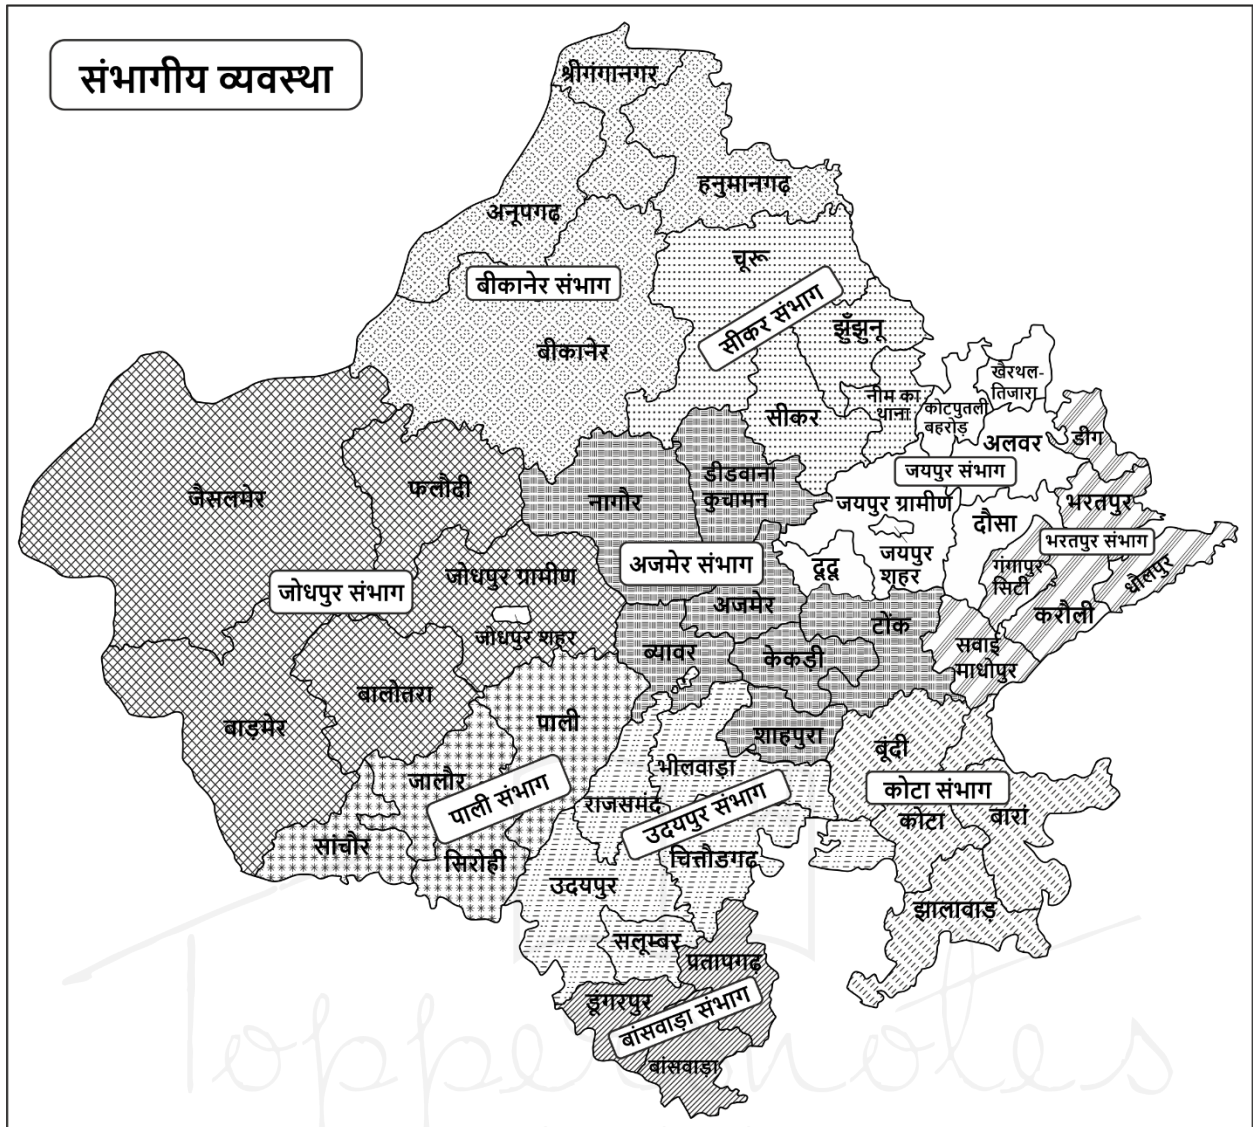 संभागीय व्यवस्था
श्रीगंगानगर
हनुमानगढ़
अनूपगढ़
चूरू
बीकानेर संभाग
सीकर संभाग
झुँझुनू
बीकानेर
खैरथल-
तिजारा
नीम का
थाना
कोटपुतली
बहरोड़
सीकर
अलवर
डीग
जयपुर संभाग
डीडवाना
कुचामन
फलौदी
जैसलमेर
नागौर
जयपुर ग्रामीण
भरतपुर
दौसा
भरतपुर संभाग
जयपुर
शहर
दूदू
अजमेर संभाग
गंगापुर
सिटी
धौलपुर
जोधपुर ग्रामीण
जोधपुर संभाग
अजमेर
करौली
टोंक
जोधपुर शहर
ब्यावर
केकड़ी
सवाई
माधोपुर
बालोतरा
पाली
बाड़मेर
शाहपुरा
बूंदी
भीलवाड़ा
जालौर
पाली संभाग
राजसमंद
उदयपुर संभाग
कोटा संभाग
कोटा
बारां
सांचौर
सिरोही
चित्तौडगढ़
उदयपुर
झालावाड़
सलूम्बर
प्रतापगढ़
डूगरपुर
बांसवाड़ा संभाग
बांसवाड़ा
Toppernotes